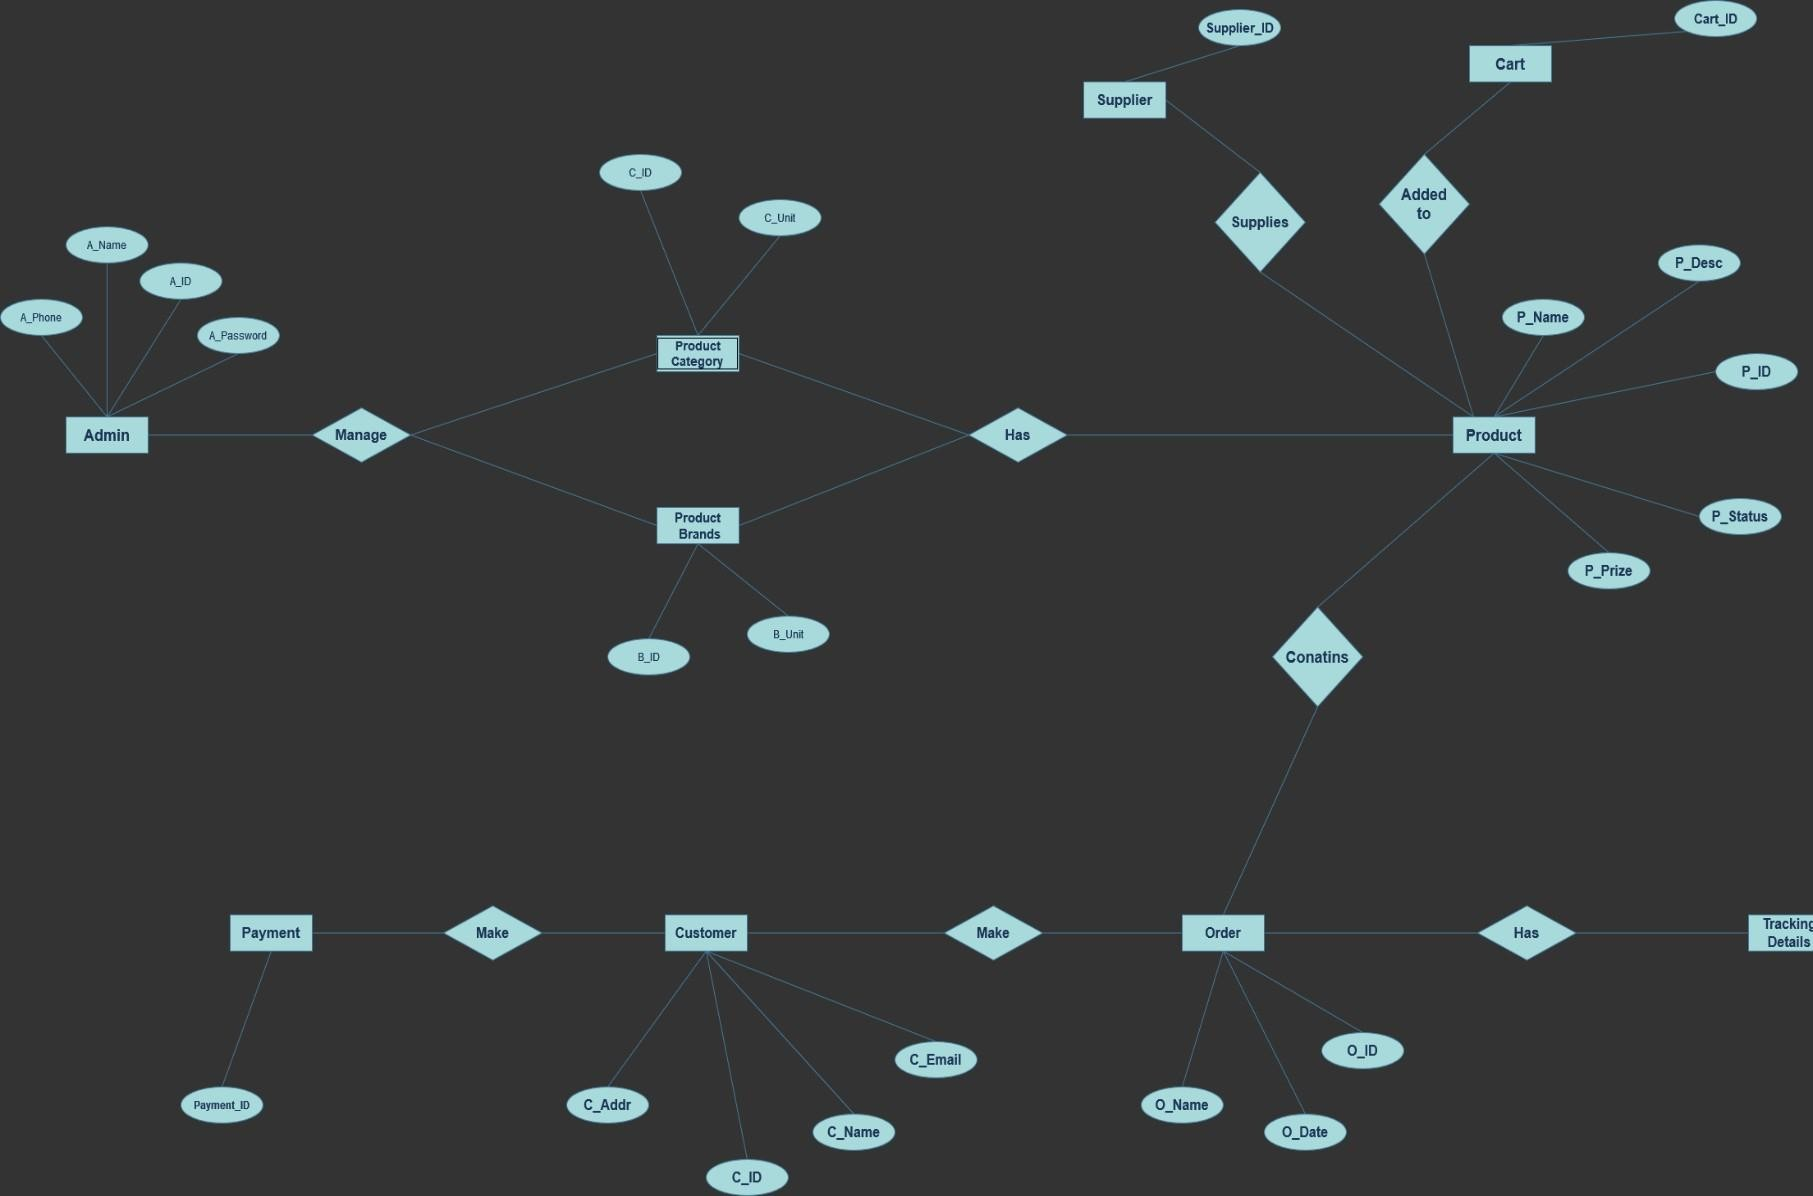 Supplier_ID
Cart_ID
Cart
Supplier
C_ID
Added
to
C_Unit
Supplies
A_Name
P_Desc
A_ID
A_Phone
P_Name
A_Password
Product
Category
P_ID
Admin
Manage
Has
Product
Product
Brands
P_Status
P_Prize
B_Unit
B_ID
Conatins
Payment
Make
Customer
Make
Order
Has
Tracking
Details
O_ID
C_Email
Payment_ID
C_Addr
O_Name
C_Name
O_Date
C_ID